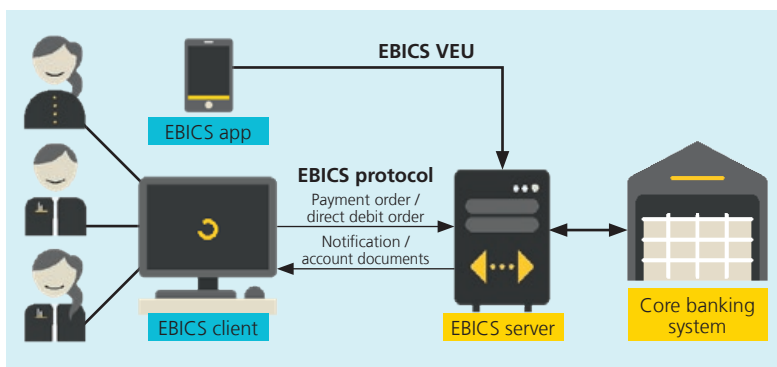 EBICS VEU
EBICS app
EBICS protocol
Payment order /
direct debit order
Notification /
account documents
EBICS client
EBICS server
Core banking
system